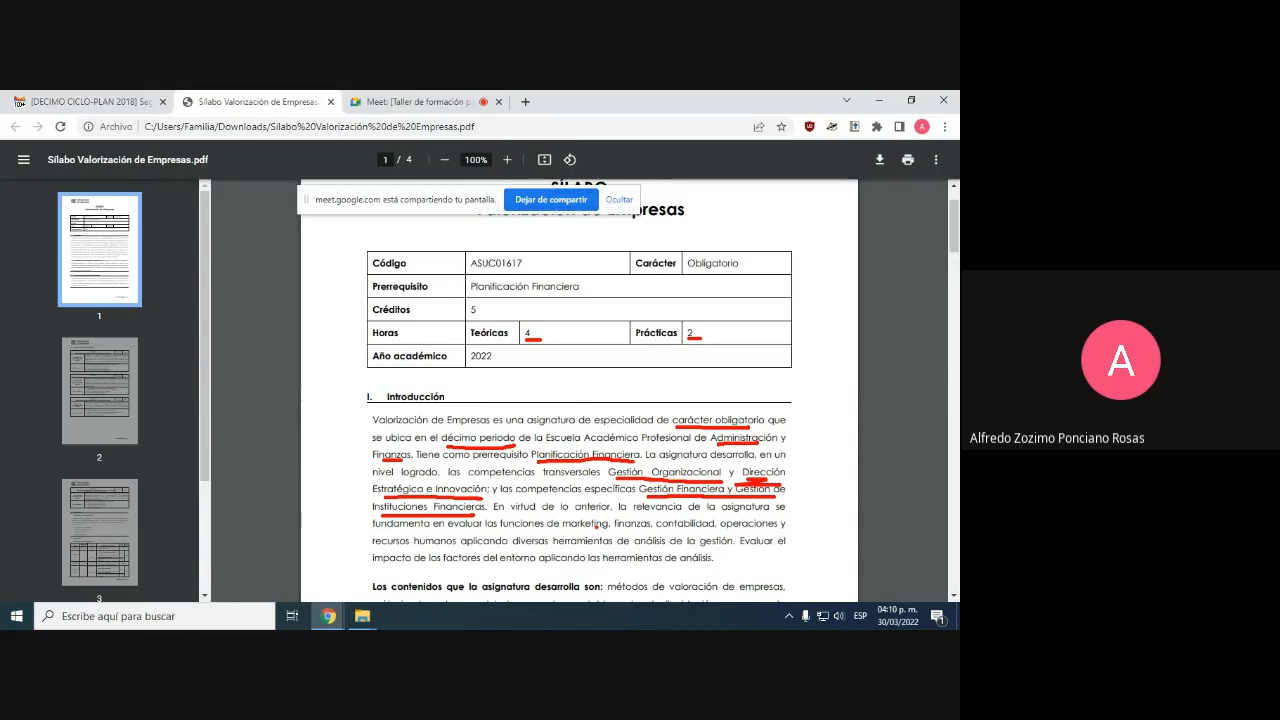 [DECIMO CICLO-PLAN 2018] Seg
Sílabo Valorización de Empresas.
Meet: [Taller de formación pa
Archivo
C:/Users/Familia/Downloads/Sílabo%20Valorización%20de%20Empresas.pdf
A
Sílabo Valorización de Empresas.pdf
1 / 4
100%
SÍLABO
meet.google.com está compartiendo tu pantalla.
Dejar de compartir
Ocultar
Valorización de Empresas
Código ASUC01617 Carácter Obligatorio
Prerrequisito Planificación Financiera
Créditos 5
Horas Teóricas 4 Prácticas 2
Año académico 2022
I. Introducción
Valorización de Empresas es una asignatura de especialidad de carácter obligatorio que
se ubica en el décimo periodo de la Escuela Académico Profesional de Administración y
Finanzas. Tiene como prerrequisito Planificación Financiera. La asignatura desarrolla, en un
nivel logrado, las competencias transversales Gestión Organizacional y Dirección
Estratégica e Innovación; y las competencias específicas Gestión Financiera y Gestión de
Instituciones Financieras. En virtud de lo anterior, la relevancia de la asignatura se
fundamenta en evaluar las funciones de marketing, finanzas, contabilidad, operaciones y
recursos humanos aplicando diversas herramientas de análisis de la gestión. Evaluar el
impacto de los factores del entorno aplicando las herramientas de análisis.
Los contenidos que la asignatura desarrolla son: métodos de valoración de empresas,
1
2
3
A
Alfredo Zozimo Ponciano Rosas
Escribe aquí para buscar
ESP
04:10 p. m.
30/03/2022
1